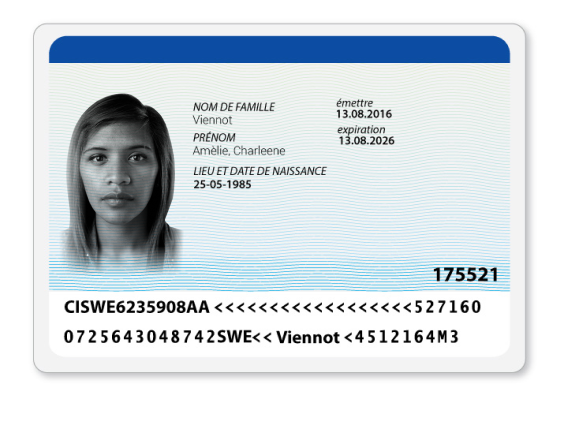 NOM DE FAMILLE
Viennot
PRÉNOM
Amèlie, Charleene
LIEU ET DATE DE NAISSANCE
25-05-1985
émettre
13.08.2016
expiration
13.08.2026
175521
CISWE6235908AA <<<<<<<<<<<<<<<<<<527160
0725643048742SWE<< Viennot <4512164M3